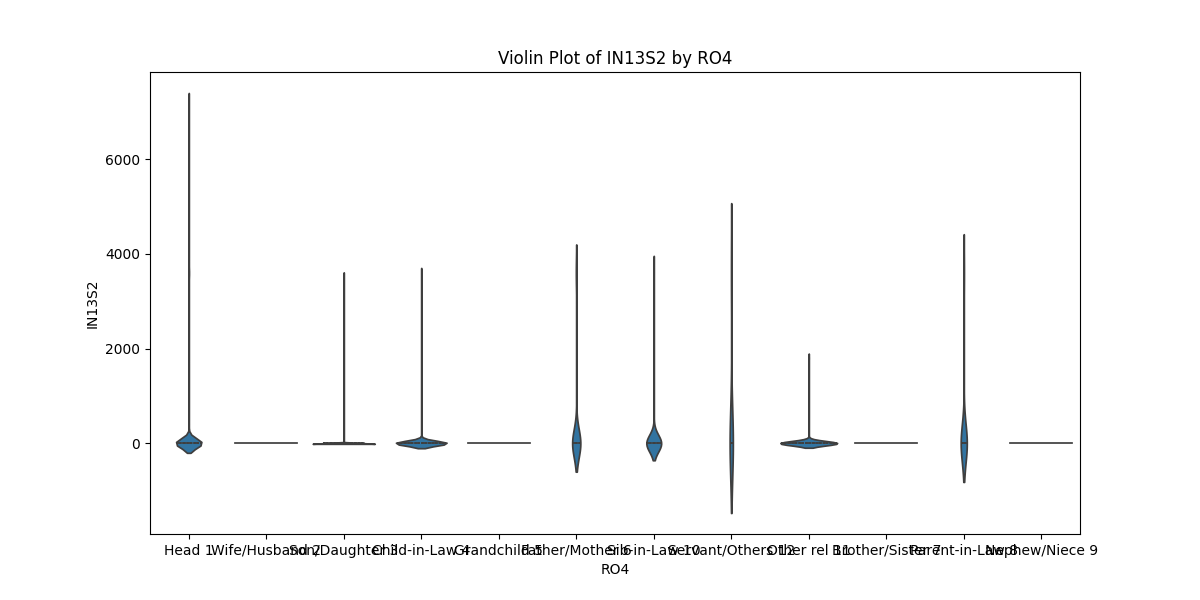 Violin Plot of IN13S2 by RO4
6000
4000
2000
0
IN13S2
Head 1
Wife/Husband 2
Son/Daughter 3
Child-in-Law 4
Grandchild 5
Father/Mother 6
Sib-in-Law 10
Servant/Others 12
Other rel 11
Brother/Sister 7
Parent-in-Law 8
Nephew/Niece 9
RO4